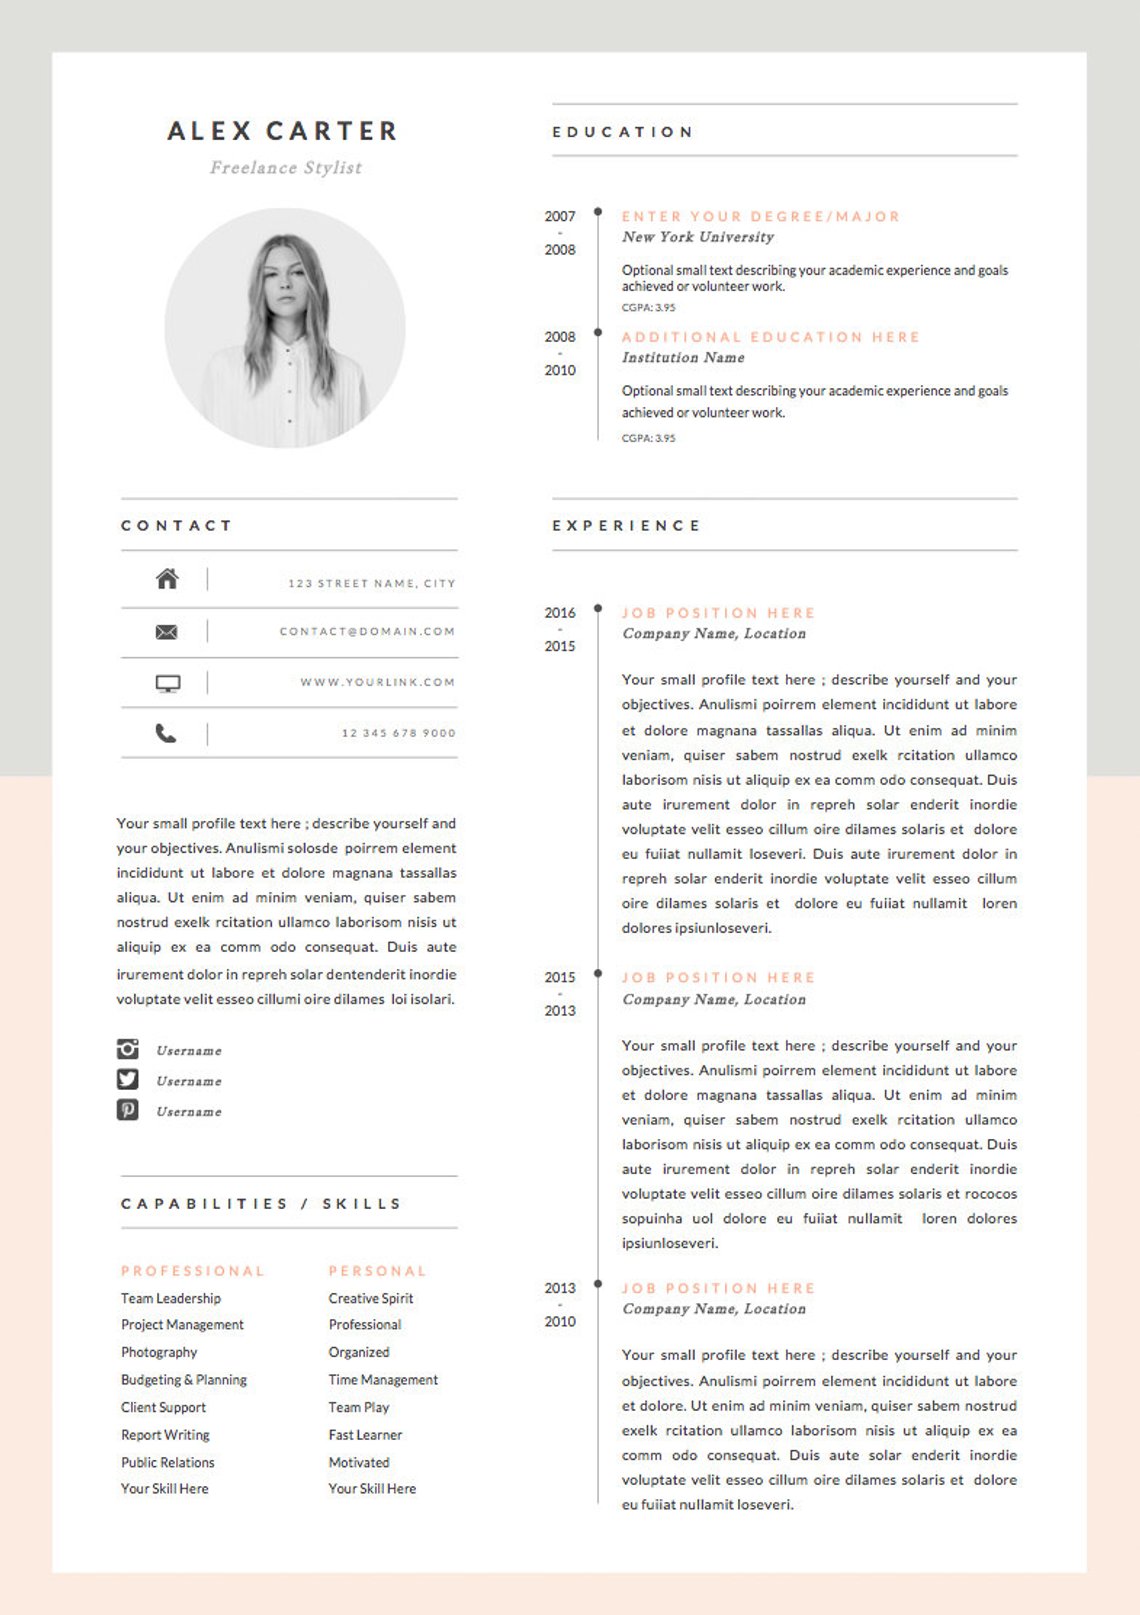 ALEX CARTER
Freelance Stylist
CONTACT
123 STREET NAME, CITY
CONTACT@DOMAIN.COM
WWW.YOURLINK.COM
12 345 678 9000
Your small profile text here ; describe yourself and
your objectives. Anulismi solosde poirrem element
incididunt ut labore et dolore magnana tassallas
aliqua. Ut enim ad minim veniam, quiser sabem
nostrud exelk rcitation ullamco laborisom nisis ut
aliquip ex ea comm odo consequat. Duis aute
irurement dolor in repreh solar dentenderit inordie
voluptate velit esseo cillumi oire dilames loi isolari.
Username
Username
Username
CAPABILITIES / SKILLS
PROFESSIONAL
Team Leadership
Project Management
Photography
Budgeting & Planning
Client Support
Report Writing
Public Relations
Your Skill Here
PERSONAL
Creative Spirit
Professional
Organized
Time Management
Team Play
Fast Learner
Motivated
Your Skill Here
EDUCATION
2007
-
2008
ENTER YOUR DEGREE/MAJOR
New York University
Optional small text describing your academic experience and goals
achieved or volunteer work.
CGPA: 3.95
2008
-
2010
ADDITIONAL EDUCATION HERE
Institution Name
Optional small text describing your academic experience and goals
achieved or volunteer work.
CGPA: 3.95
EXPERIENCE
2016
-
2015
JOB POSITION HERE
Company Name, Location
Your small profile text here ; describe yourself and your
objectives. Anulismi poirrem element incididunt ut labore
et dolore magnana tassallas aliqua. Ut enim ad minim
veniam, quiser sabem nostrud exelk rcitation ullamco
laborisom nisis ut aliquip ex ea comm odo consequat. Duis
aute irurement dolor in repreh solar enderit inordie
voluptate velit esseo cillum oire dilames solaris et dolore
eu fuiiat nullamit loseveri. Duis aute irurement dolor in
repreh solar enderit inordie voluptate velit esseo cillum
oire dilames solaris et dolore eu fuiiat nullamit loren
dolores ipsiunloseveri.
2015
-
2013
JOB POSITION HERE
Company Name, Location
Your small profile text here ; describe yourself and your
objectives. Anulismi poirrem element incididunt ut labore
et dolore magnana tassallas aliqua. Ut enim ad minim
veniam, quiser sabem nostrud exelk rcitation ullamco
laborisom nisis ut aliquip ex ea comm odo consequat. Duis
aute irurement dolor in repreh solar enderit inordie
voluptate velit esseo cillum oire dilames solaris et rococos
sopuinha uol dolore eu fuiiat nullamit loren dolores
ipsiunloseveri.
2013
-
2010
JOB POSITION HERE
Company Name, Location
Your small profile text here ; describe yourself and your
objectives. Anulismi poirrem element incididunt ut labore
et dolore. Ut enim ad minim veniam, quiser sabem nostrud
exelk rcitation ullamco laborisom nisis ut aliquip ex ea
comm odo consequat. Duis aute solar enderit inordie
voluptate velit esseo cillum oire dilames solaris et dolore
eu fuiiat nullamit loseveri.